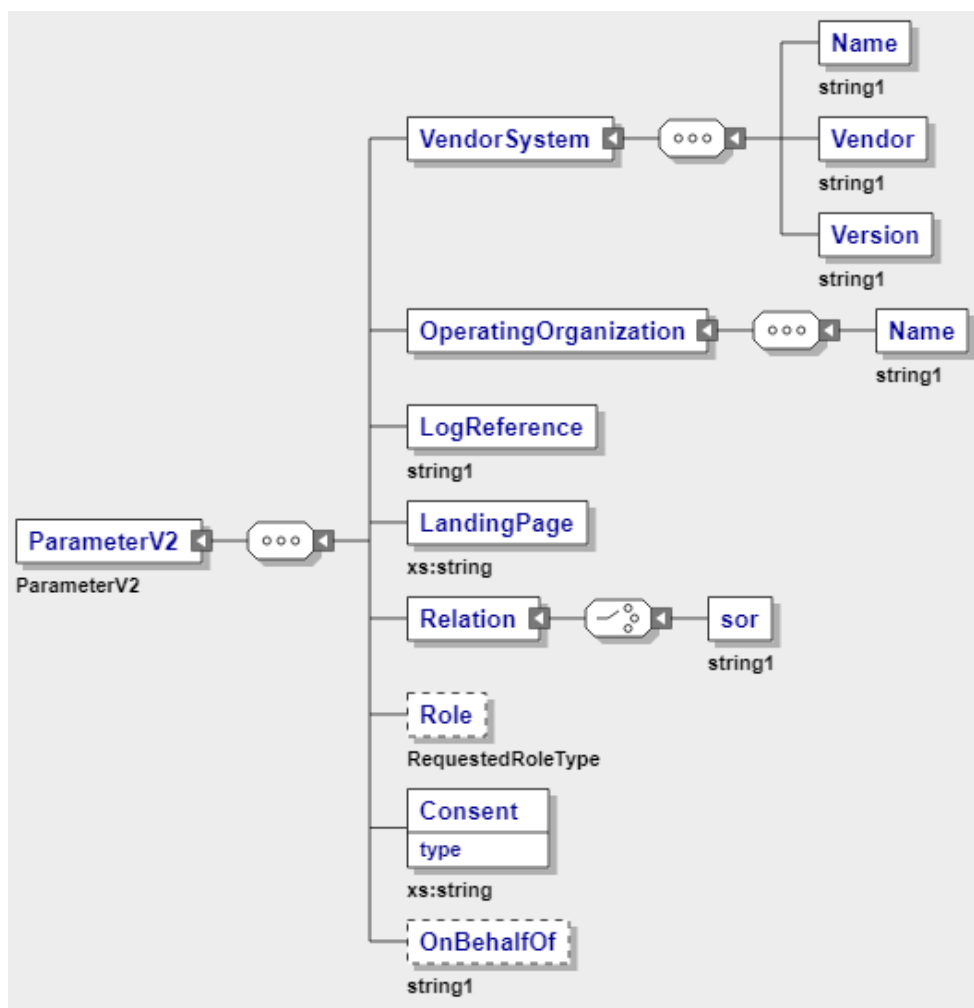 Name
string1
VendorSystem
Vendor
string1
Version
string1
OperatingOrganization
Name
string1
LogReference
string1
LandingPage
xs:string
ParameterV2
ParameterV2
Relation
sor
string1
Role
RequestedRoleType
Consent
type
xs:string
OnBehalfOf
string1